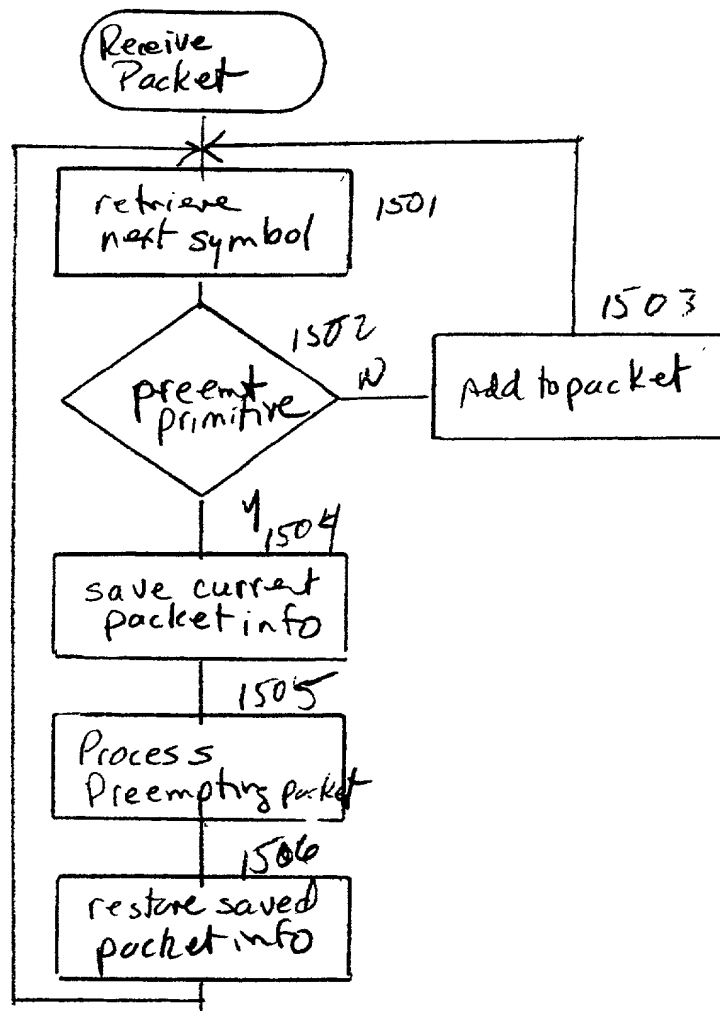 Receive
Packet
retrieve
next symbol
1501
1502
preemt
primitive
N
1503
Add to packet
Y
1504
save current
packet info
1505
Process
Preempting packet
1506
restore saved
packet info